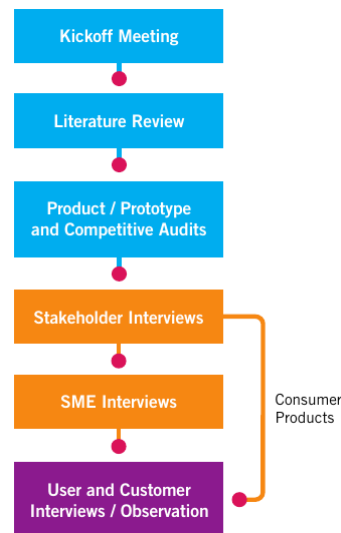 Kickoff Meeting
Literature Review
Product / Prototype
and Competitive Audits
Stakeholder Interviews
SME Interviews
Consumer
Products
User and Customer
Interviews / Observation